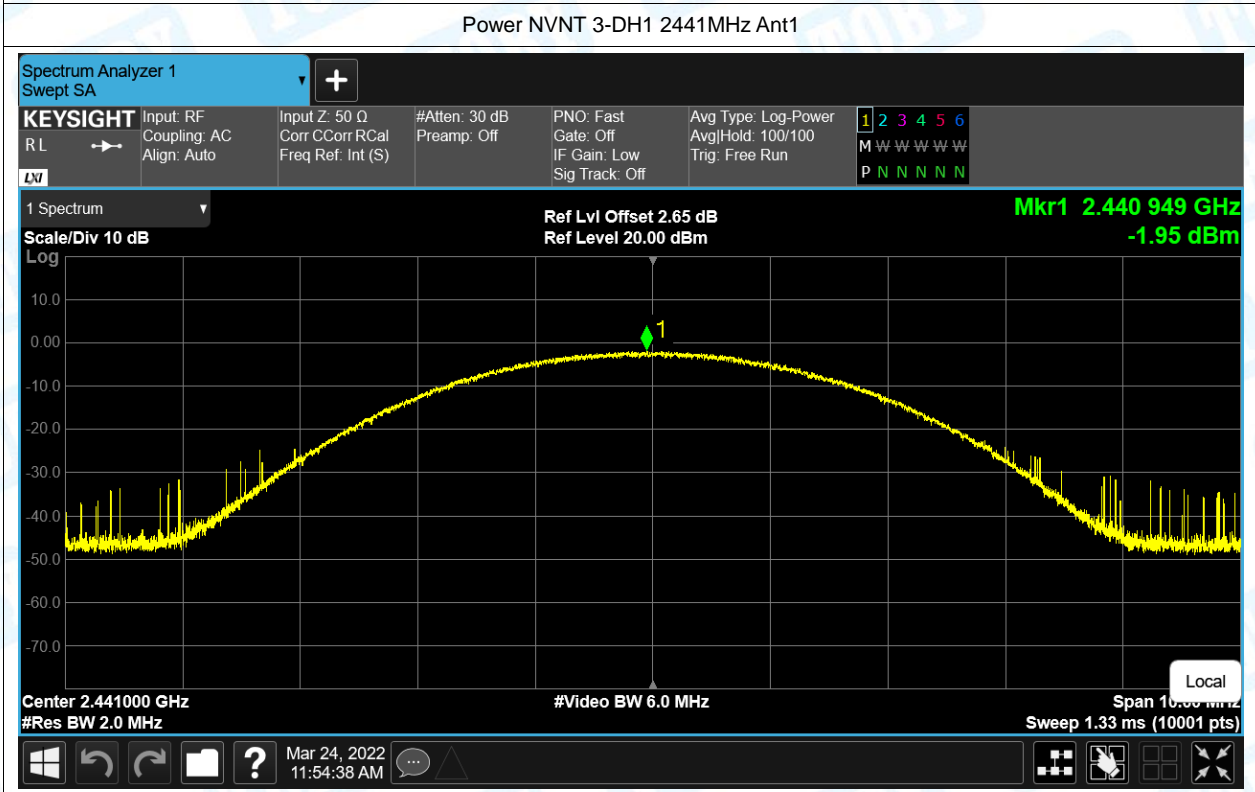 Power NVNT 3-DH1 2441MHz Ant1
Spectrum Analyzer 1
Swept SA
KEYSIGHT
R L
LXI
Input: RF
Coupling: AC
Align: Auto
Input Z: 50 Ω
Corr CCorr RCal
Freq Ref: Int (S)
#Atten: 30 dB
Preamp: Off
PNO: Fast
Gate: Off
IF Gain: Low
Sig Track: Off
Avg Type: Log-Power
Avg|Hold: 100/100
Trig: Free Run
1 2 3 4 5 6
M W W W W W
P N N N N N
1 Spectrum
Scale/Div 10 dB
Log
Ref Lvl Offset 2.65 dB
Ref Level 20.00 dBm
Mkr1 2.440 949 GHz
-1.95 dBm
10.0
0.00
-10.0
-20.0
-30.0
-40.0
-50.0
-60.0
-70.0
1
Local
Center 2.441000 GHz
#Res BW 2.0 MHz
#Video BW 6.0 MHz
Span 10.00 MHz
Sweep 1.33 ms (10001 pts)
?
Mar 24, 2022
11:54:38 AM